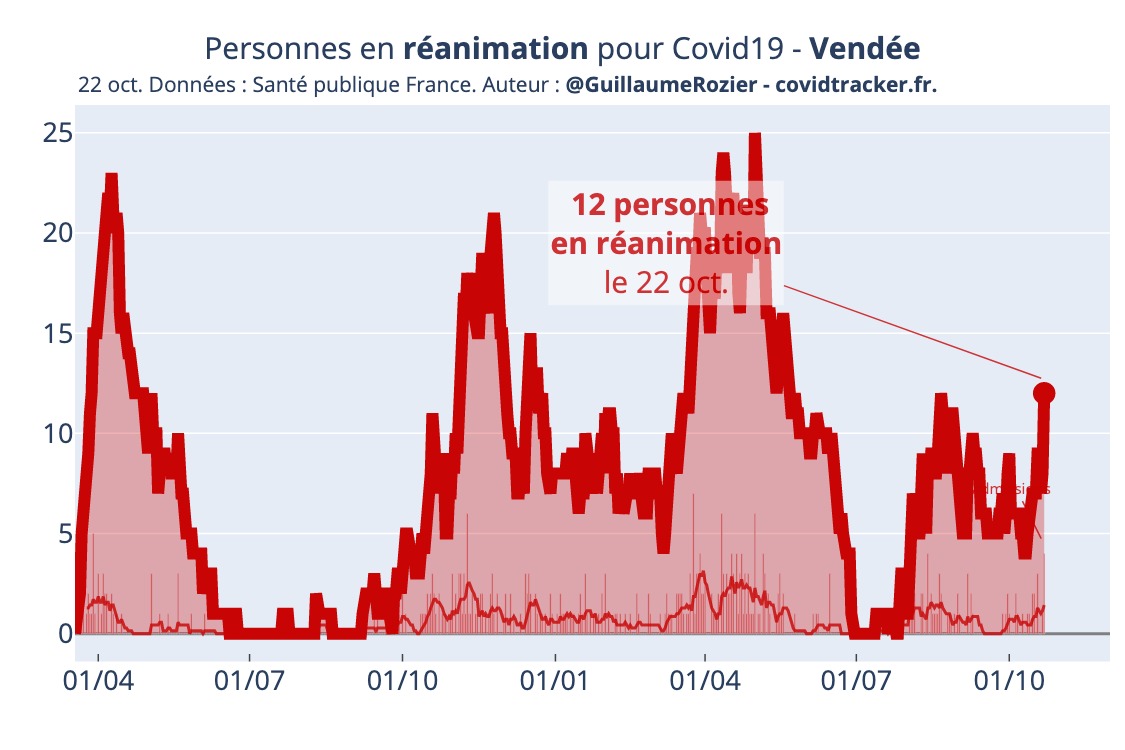 Personnes en réanimation pour Covid19 - Vendée
22 oct. Données : Santé publique France. Auteur : @GuillaumeRozier - covidtracker.fr.
25
20
15
10
5
0
12 personnes
en réanimation
le 22 oct.
01/04
01/07
01/10
01/01
01/04
01/07
01/10